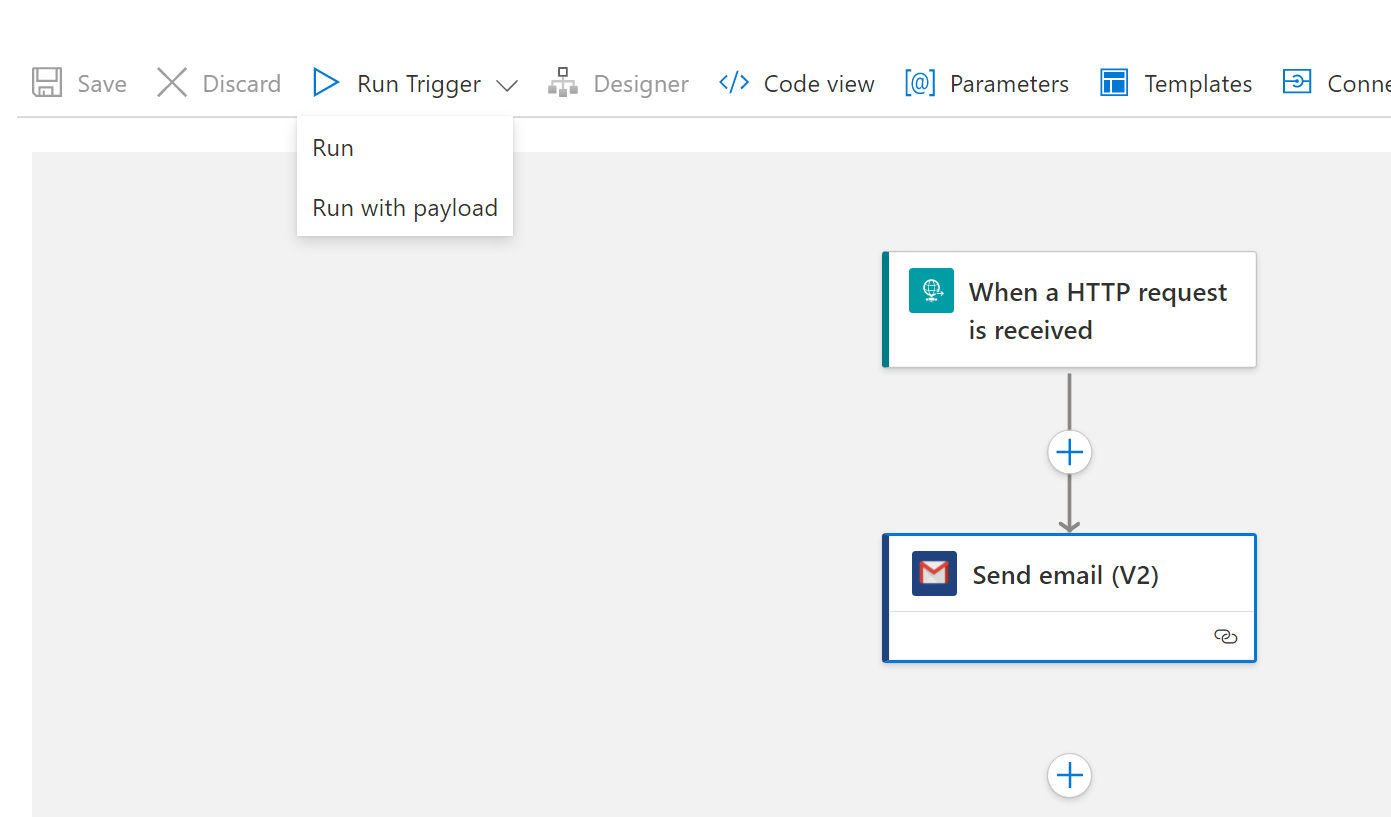 Save Discard Run Trigger Designer Code view [@] Parameters Templates Conne
Run
Run with payload
When a HTTP request
is received
Send email (V2)